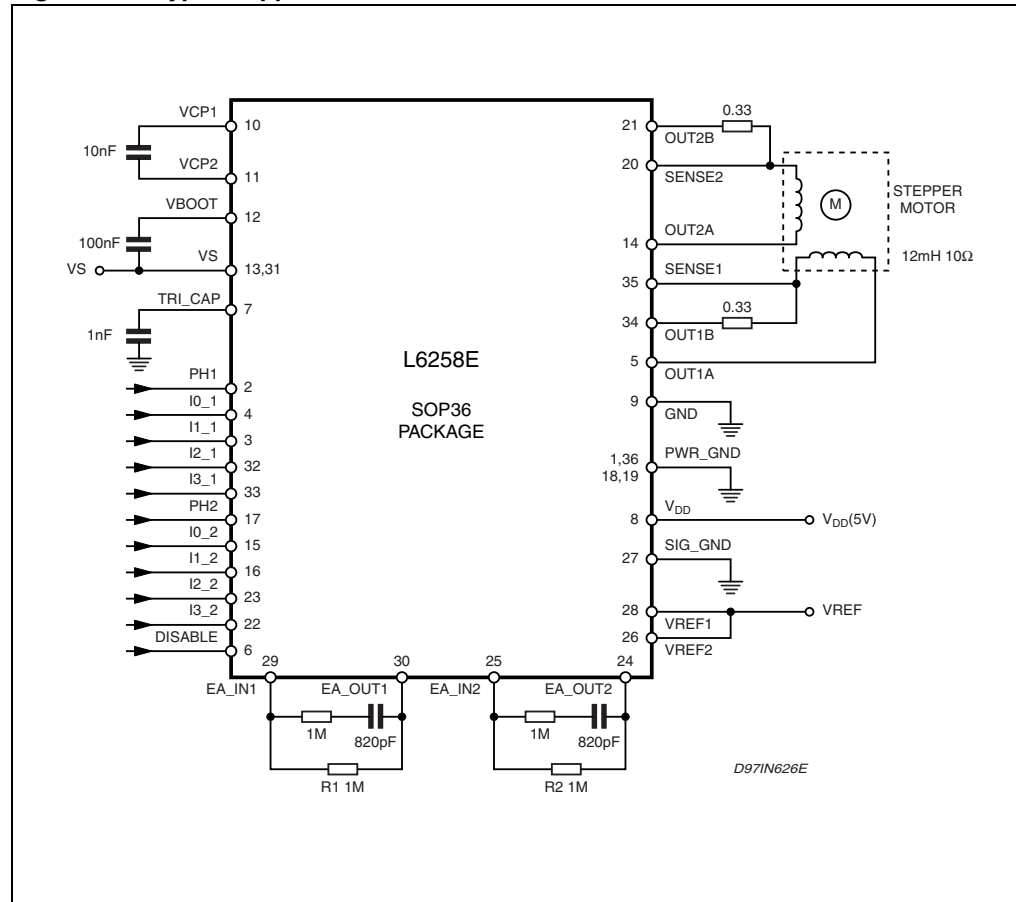 VCP1
10
10nF
VCP2
11
VBOOT
12
100nF
VS
VS
13,31
TRI_CAP
7
1nF
PH1
2
I0_1
4
I1_1
3
I2_1
32
I3_1
33
PH2
17
I0_2
15
I1_2
16
I2_2
23
I3_2
22
DISABLE
6
L6258E
SOP36
PACKAGE
0.33
21
OUT2B
20
SENSE2
M
STEPPER
MOTOR
14
OUT2A
12mH 10Ω
35
SENSE1
0.33
34
OUT1B
5
OUT1A
9
GND
1,36
18,19
PWR_GND
8
VDD
VDD(5V)
27
SIG_GND
28
VREF1
VREF
26
VREF2
29
30
25
24
EA_IN1
EA_OUT1
EA_IN2
EA_OUT2
1M
820pF
1M
820pF
R1 1M
R2 1M
D97IN626E